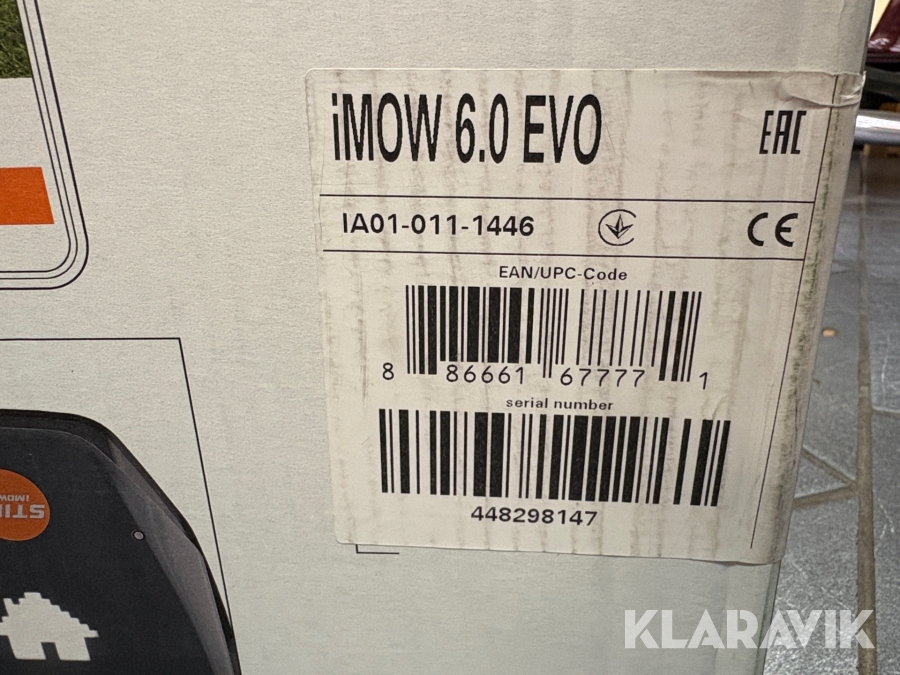 iMOW 6.0 EVO
EAC
IA01-011-1446
CE
EAN/UPC-Code
8 86661 67777 1
serial number
448298147
iMOW
KLARAVIK